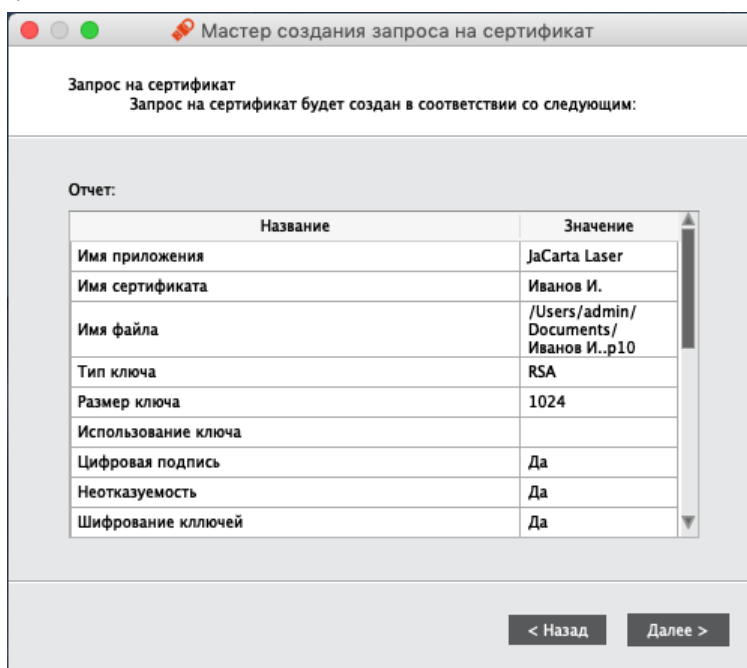 Мастер создания запроса на сертификат
Запрос на сертификат
Запрос на сертификат будет создан в соответствии со следующим:
Отчет:
Название Значение
Имя приложения JaCarta Laser
Имя сертификата Иванов И.
Имя файла /Users/admin/
Documents/
Иванов И..p10
Тип ключа RSA
Размер ключа 1024
Использование ключа
Цифровая подпись Да
Неотказуемость Да
Шифрование кллючей Да
< Назад Далее >